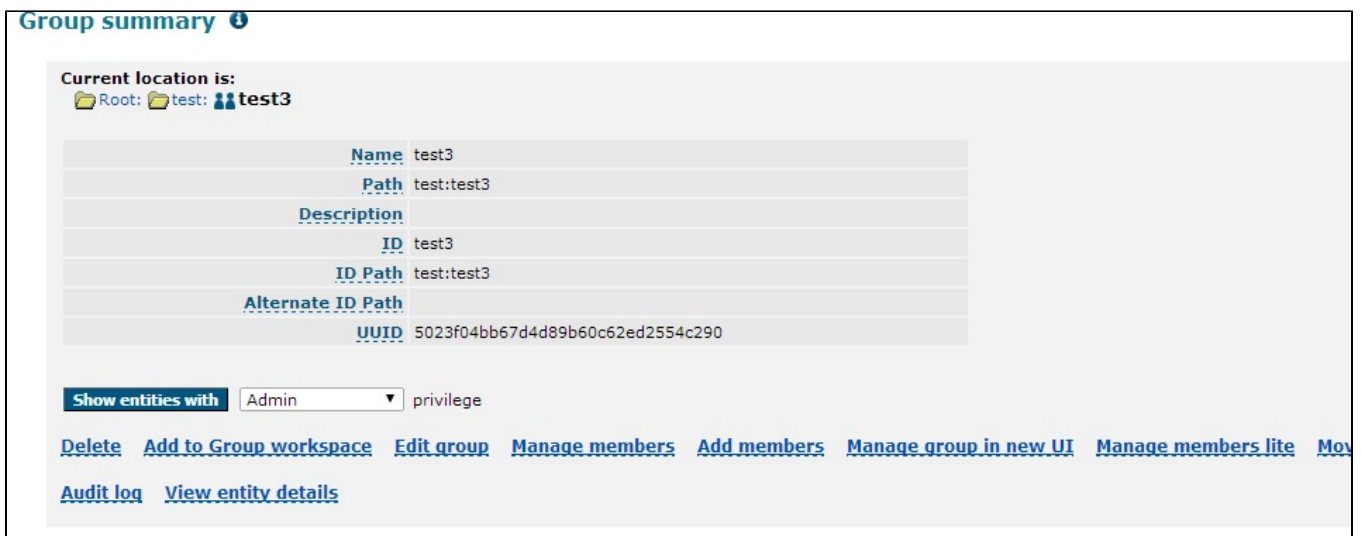 Group summary
Current location is:
Root: test: test3
Name test3
Path test:test3
Description
ID test3
ID Path test:test3
Alternate ID Path
UUID 5023f04bb67d4d89b60c62ed2554c290
Show entities with Admin privilege
Delete Add to Group workspace Edit group Manage members Add members Manage group in new UI Manage members lite Mov
Audit log View entity details